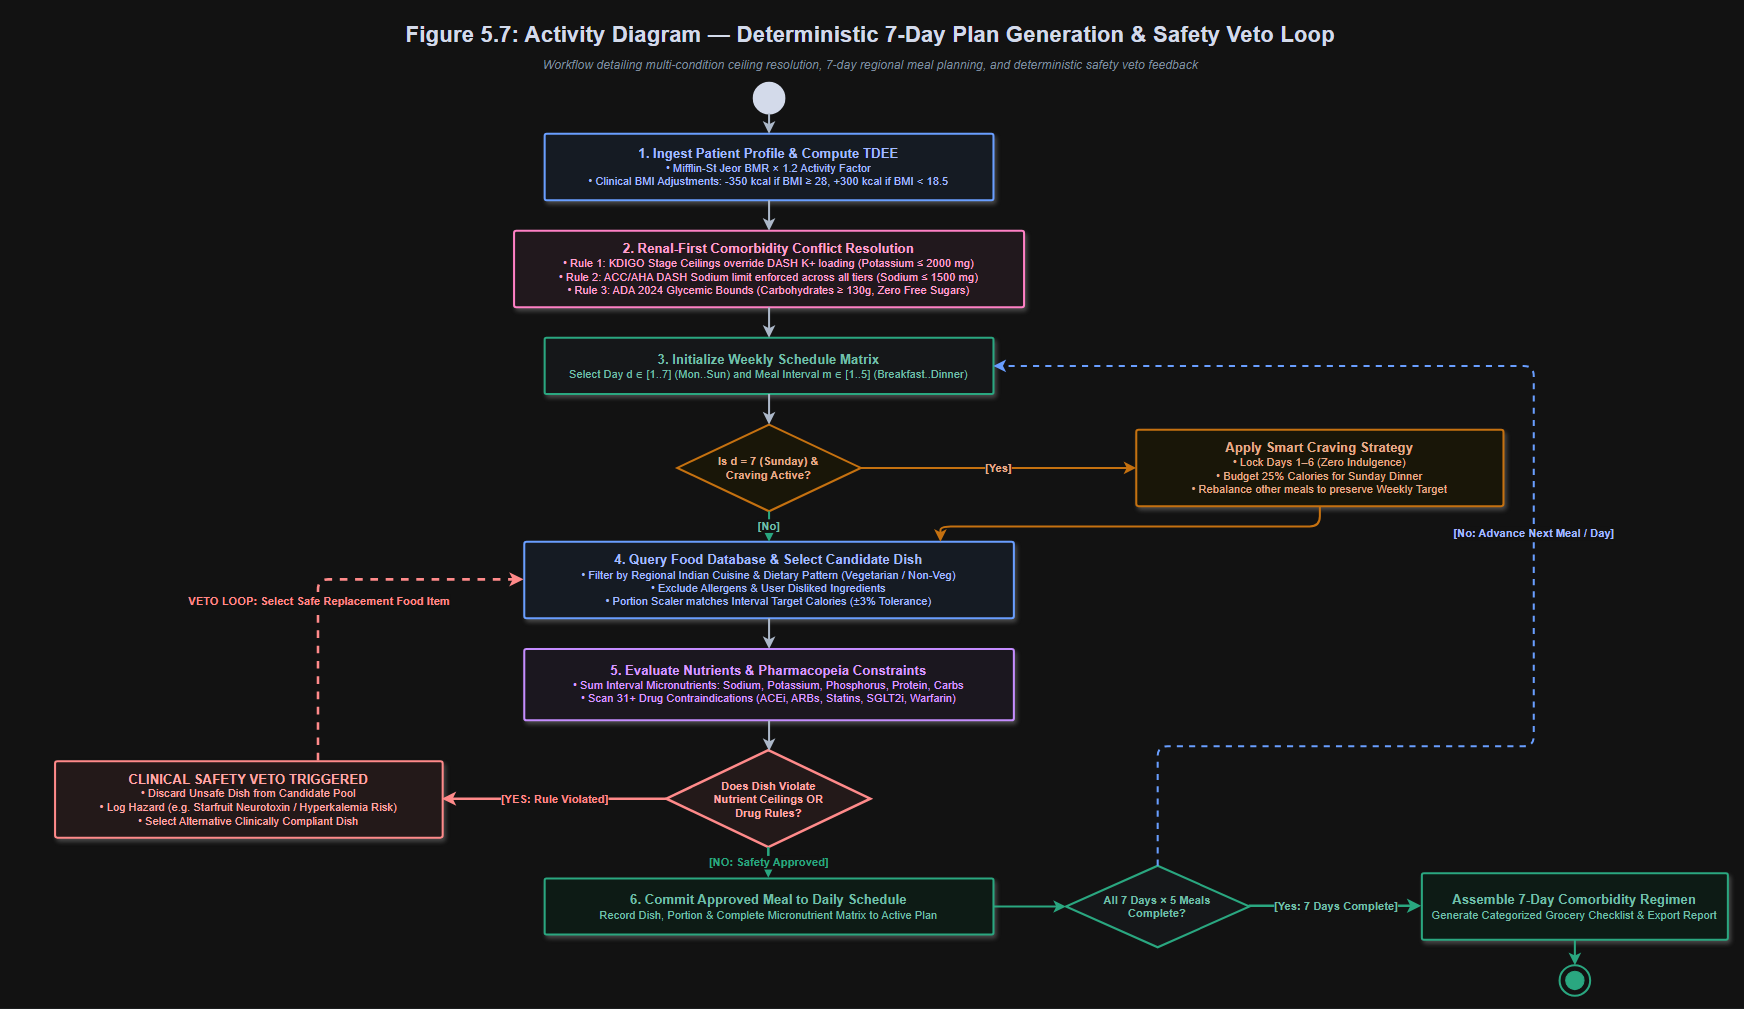 Figure 5.7: Activity Diagram — Deterministic 7-Day Plan Generation & Safety Veto Loop
Workflow detailing multi-condition ceiling resolution, 7-day regional meal planning, and deterministic safety veto feedback
1. Ingest Patient Profile & Compute TDEE
• Mifflin-St Jeor BMR × 1.2 Activity Factor
• Clinical BMI Adjustments: -350 kcal if BMI ≥ 28, +300 kcal if BMI < 18.5
2. Renal-First Comorbidity Conflict Resolution
• Rule 1: KDIGO Stage Ceilings override DASH K+ loading (Potassium ≤ 2000 mg)
• Rule 2: ACC/AHA DASH Sodium limit enforced across all tiers (Sodium ≤ 1500 mg)
• Rule 3: ADA 2024 Glycemic Bounds (Carbohydrates ≥ 130g, Zero Free Sugars)
3. Initialize Weekly Schedule Matrix
Select Day d ∈ [1..7] (Mon..Sun) and Meal Interval m ∈ [1..5] (Breakfast..Dinner)
Is d = 7 (Sunday) &
Craving Active?
[Yes]
Apply Smart Craving Strategy
• Lock Days 1–6 (Zero Indulgence)
• Budget 25% Calories for Sunday Dinner
• Rebalance other meals to preserve Weekly Target
[No]
[No: Advance Next Meal / Day]
4. Query Food Database & Select Candidate Dish
• Filter by Regional Indian Cuisine & Dietary Pattern (Vegetarian / Non-Veg)
• Exclude Allergens & User Disliked Ingredients
• Portion Scaler matches Interval Target Calories (±3% Tolerance)
VETO LOOP: Select Safe Replacement Food Item
5. Evaluate Nutrients & Pharmacopeia Constraints
• Sum Interval Micronutrients: Sodium, Potassium, Phosphorus, Protein, Carbs
• Scan 31+ Drug Contraindications (ACEi, ARBs, Statins, SGLT2i, Warfarin)
CLINICAL SAFETY VETO TRIGGERED
• Discard Unsafe Dish from Candidate Pool
• Log Hazard (e.g. Starfruit Neurotoxin / Hyperkalemia Risk)
• Select Alternative Clinically Compliant Dish
[YES: Rule Violated]
Does Dish Violate
Nutrient Ceilings OR
Drug Rules?
[NO: Safety Approved]
6. Commit Approved Meal to Daily Schedule
Record Dish, Portion & Complete Micronutrient Matrix to Active Plan
All 7 Days × 5 Meals
Complete?
[Yes: 7 Days Complete]
Assemble 7-Day Comorbidity Regimen
Generate Categorized Grocery Checklist & Export Report